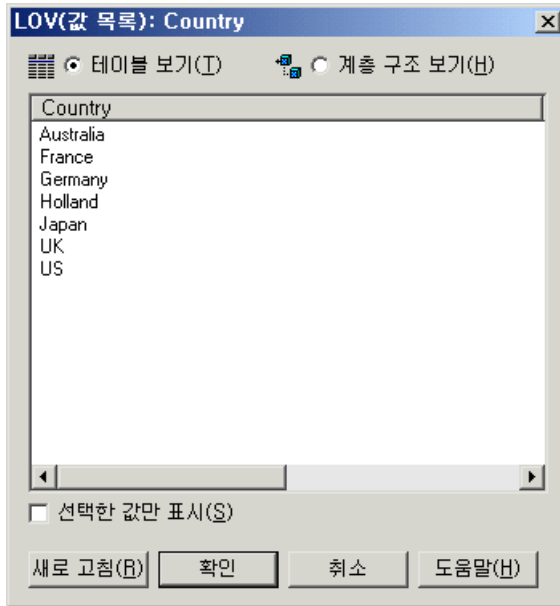 LOV(값 목록): Country
테이블 보기(T) 계층 구조 보기(H)
Country
Australia
France
Germany
Holland
Japan
UK
US
선택한 값만 표시(S)
새로 고침(R) 확인 취소 도움말(H)